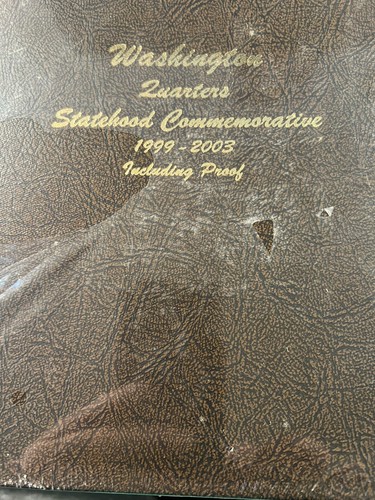 Washington
Quarters
Statehood Commemorative
1999-2003
Including Proof